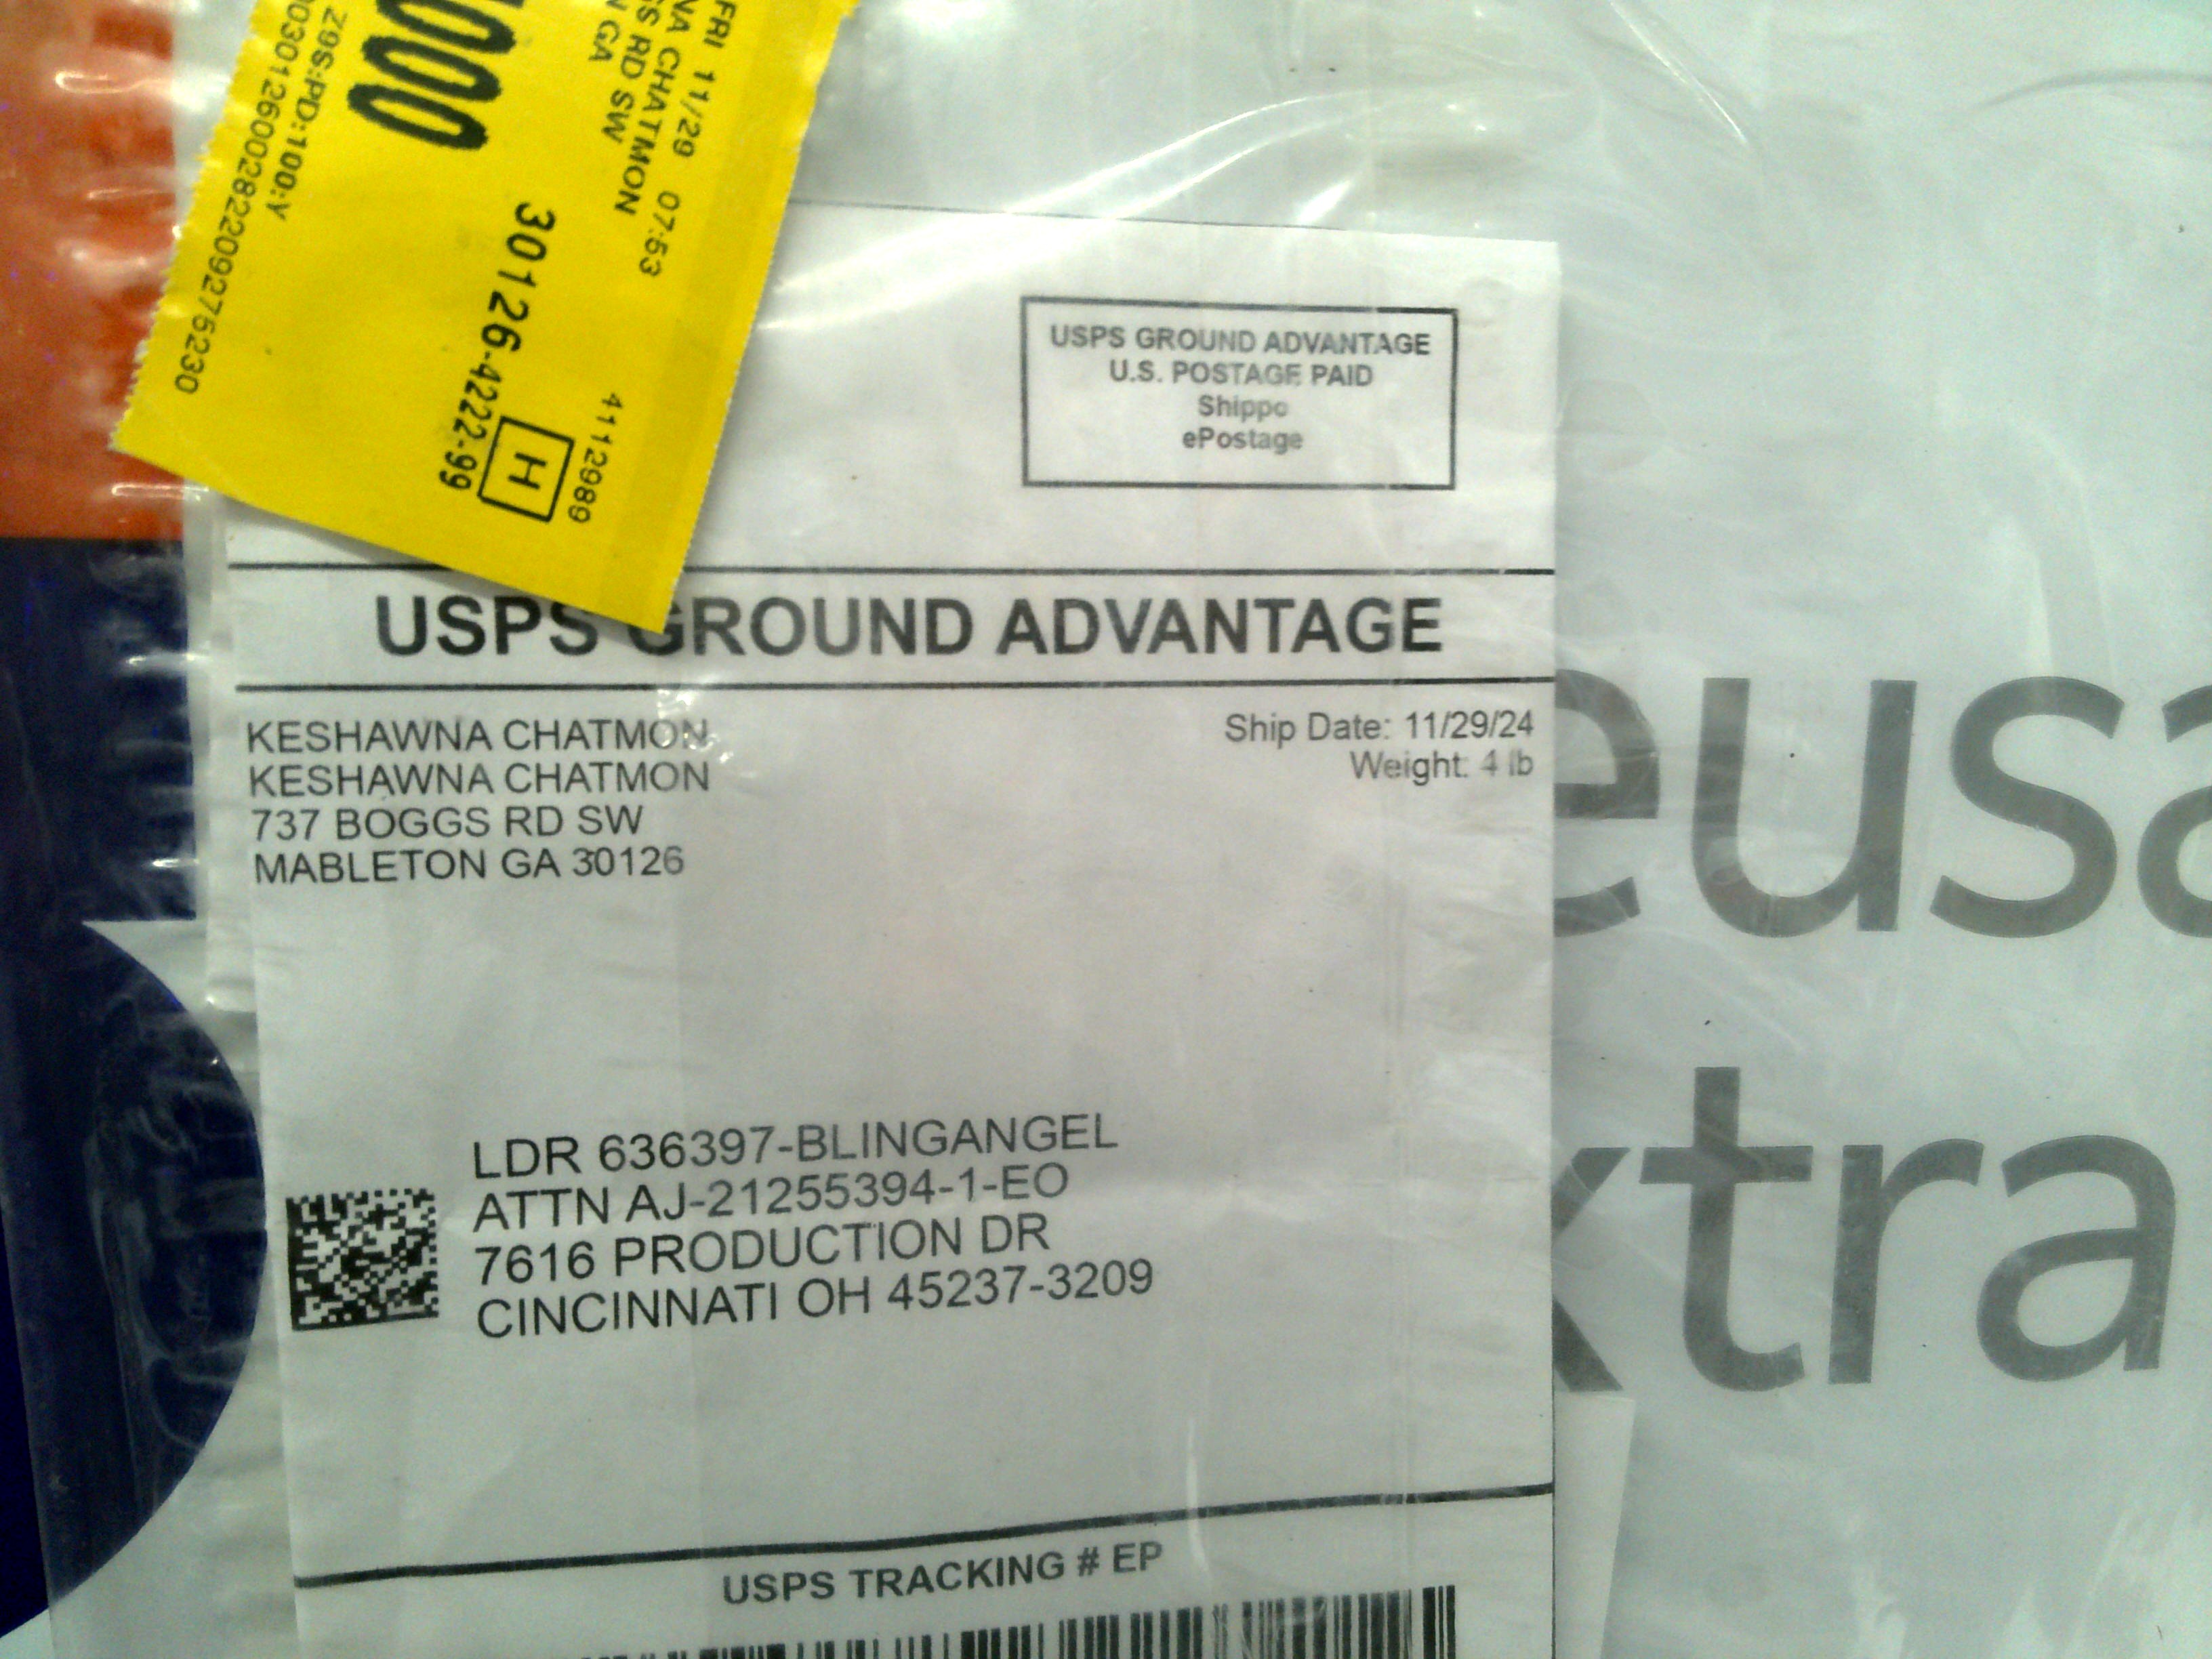 FRI 11/29 07:53
NA CHATMON
SS RD SW
N GA
4112989
H
000
30126-4222-99
Z9S:PD:100:Y
USPS GROUND ADVANTAGE
U.S. POSTAGE PAID
Shippo
ePostage
USPS GROUND ADVANTAGE
KESHAWNA CHATMON
KESHAWNA CHATMON
737 BOGGS RD SW
MABLETON GA 30126
Ship Date: 11/29/24
Weight: 4 lb
LDR 636397-BLINGANGEL
ATTN AJ-21255394-1-EO
7616 PRODUCTION DR
CINCINNATI OH 45237-3209
USPS TRACKING # EP
eusa
xtra